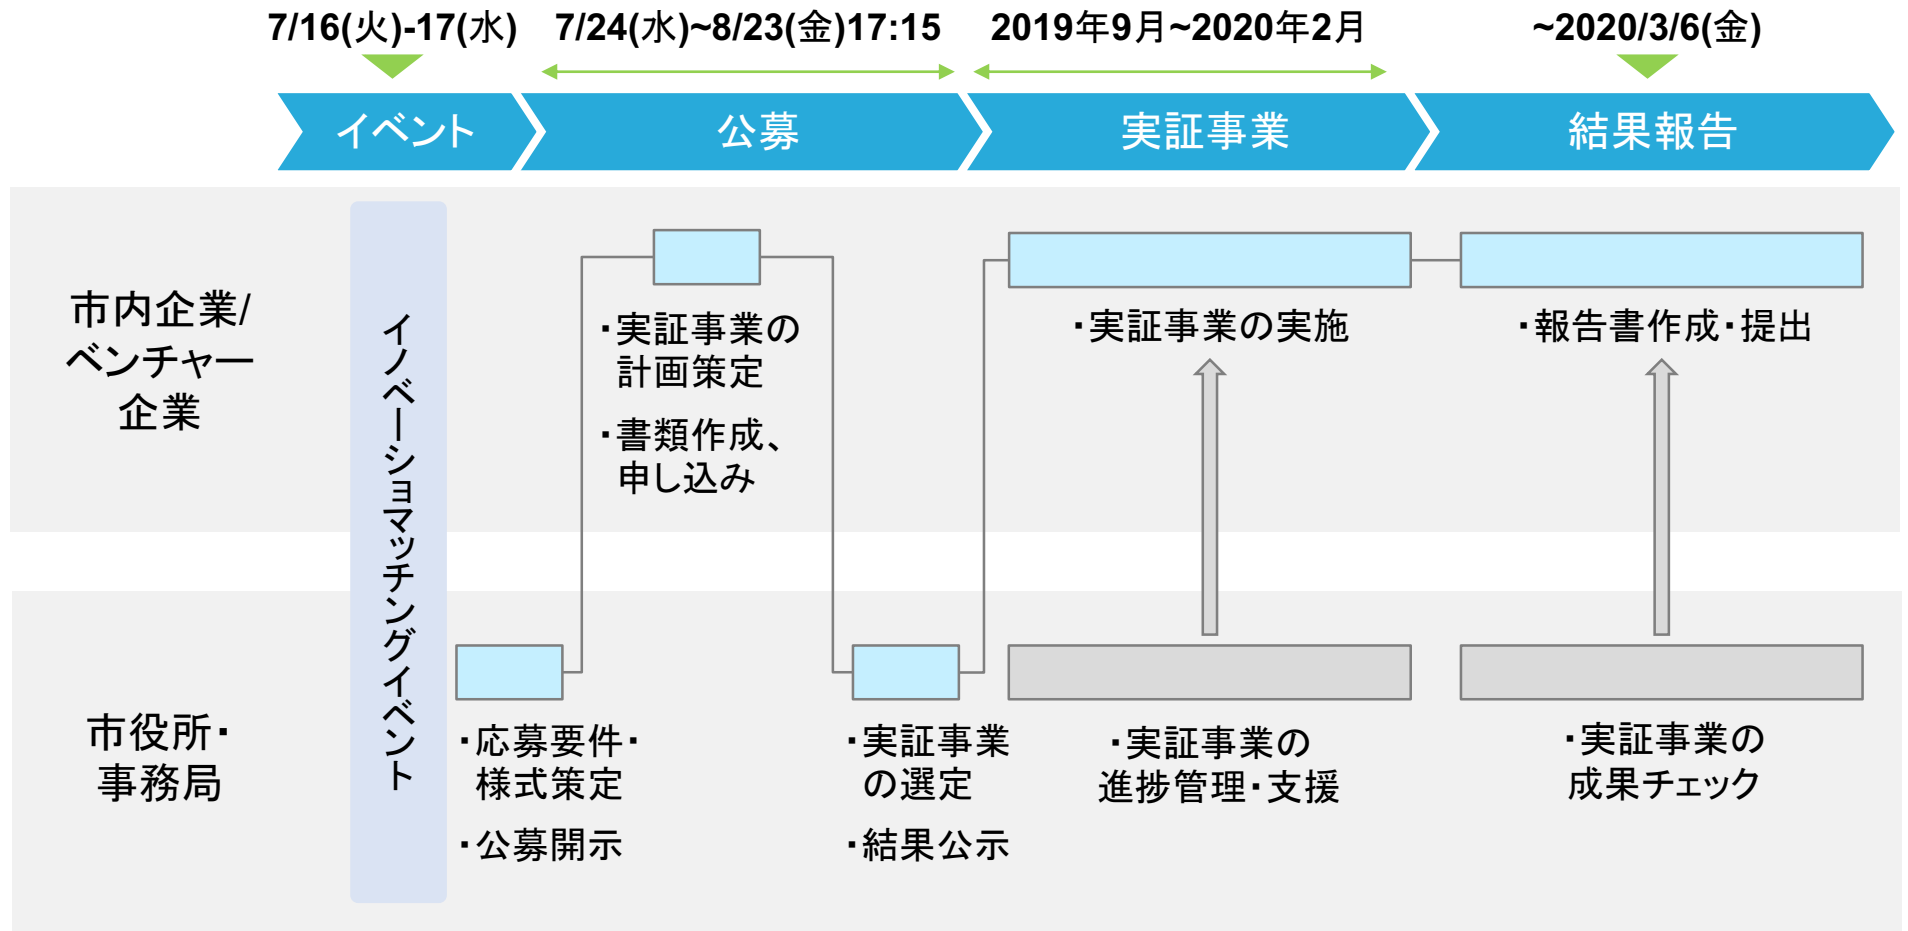 7/16(火)-17(水)
7/24(水)~8/23(金)17:15
2019年9月~2020年2月
~2020/3/6(金)
イベント
公募
実証事業
結果報告
市内企業/
ベンチャー
企業
イノベーショマッチングイベント
・実証事業の
計画策定
・書類作成、
申し込み
・実証事業の実施
・報告書作成・提出
市役所・
事務局
・応募要件・
様式策定
・公募開示
・実証事業
の選定
・結果公示
・実証事業の
進捗管理・支援
・実証事業の
成果チェック